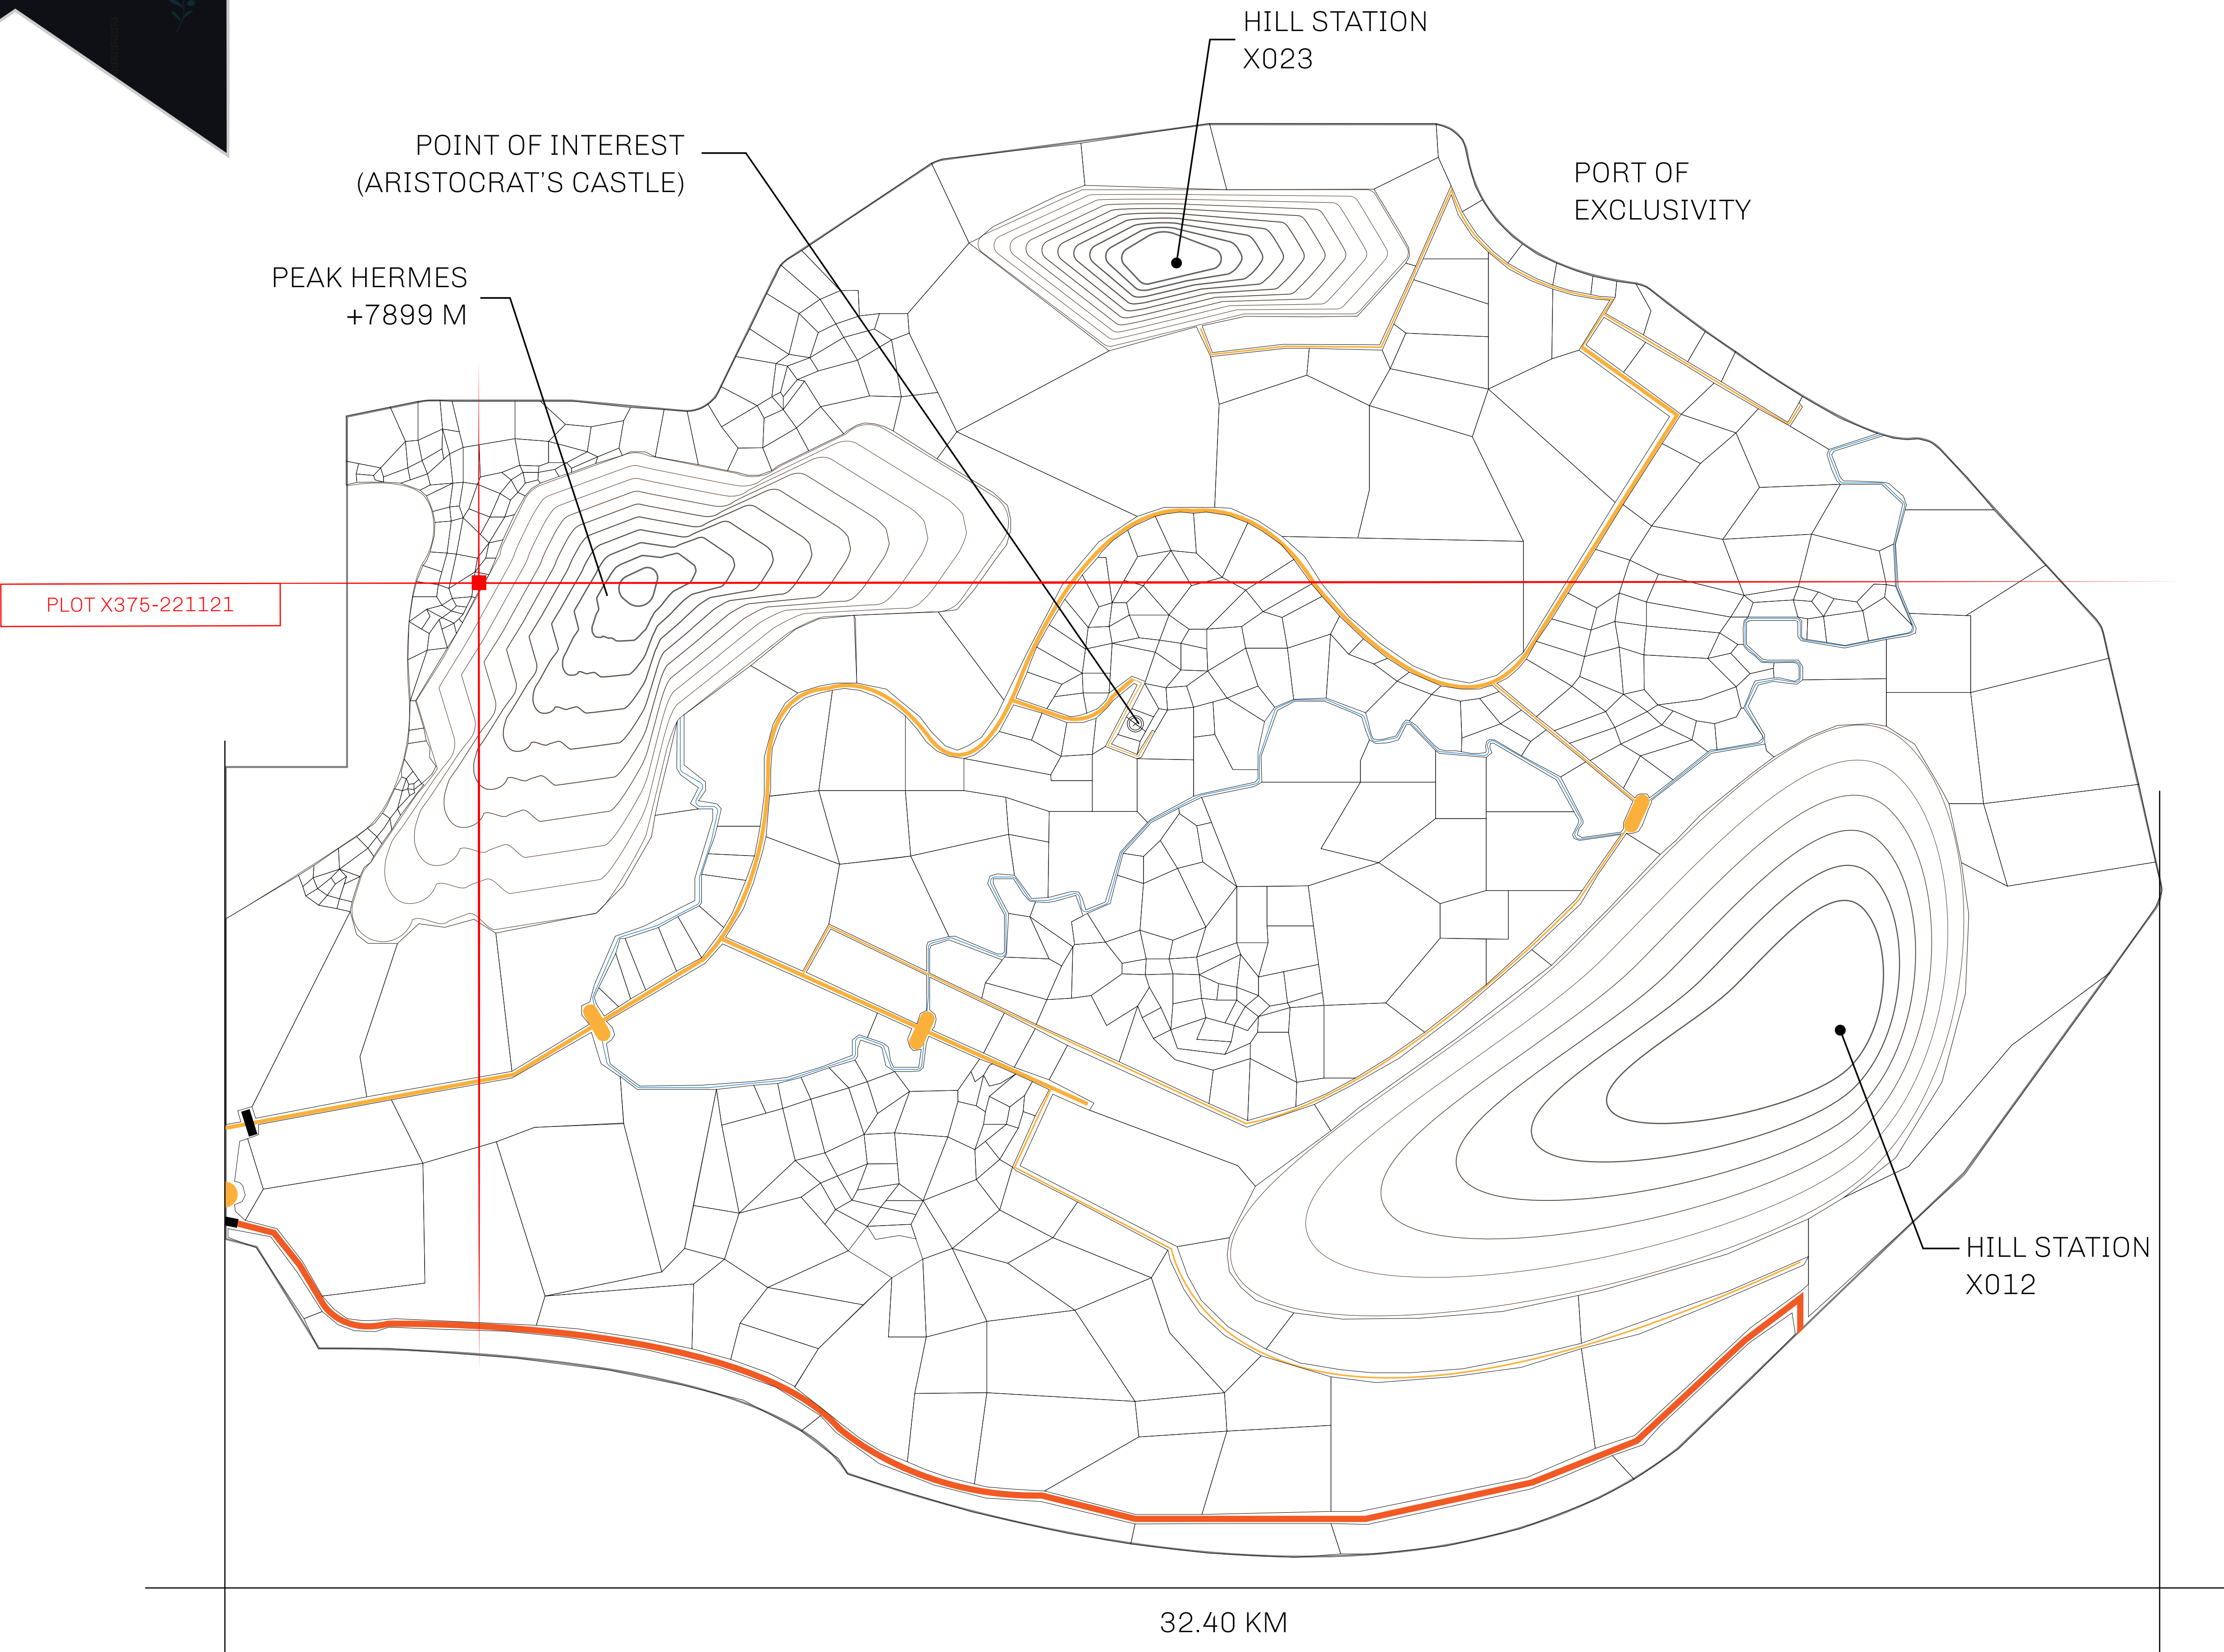 HILL STATION
X023
POINT OF INTEREST
(ARISTOCRAT'S CASTLE)
PORT OF
EXCLUSIVITY
PEAK HERMES
+7899 M
PLOT X375-221121
HILL STATION
X012
32.40 KM